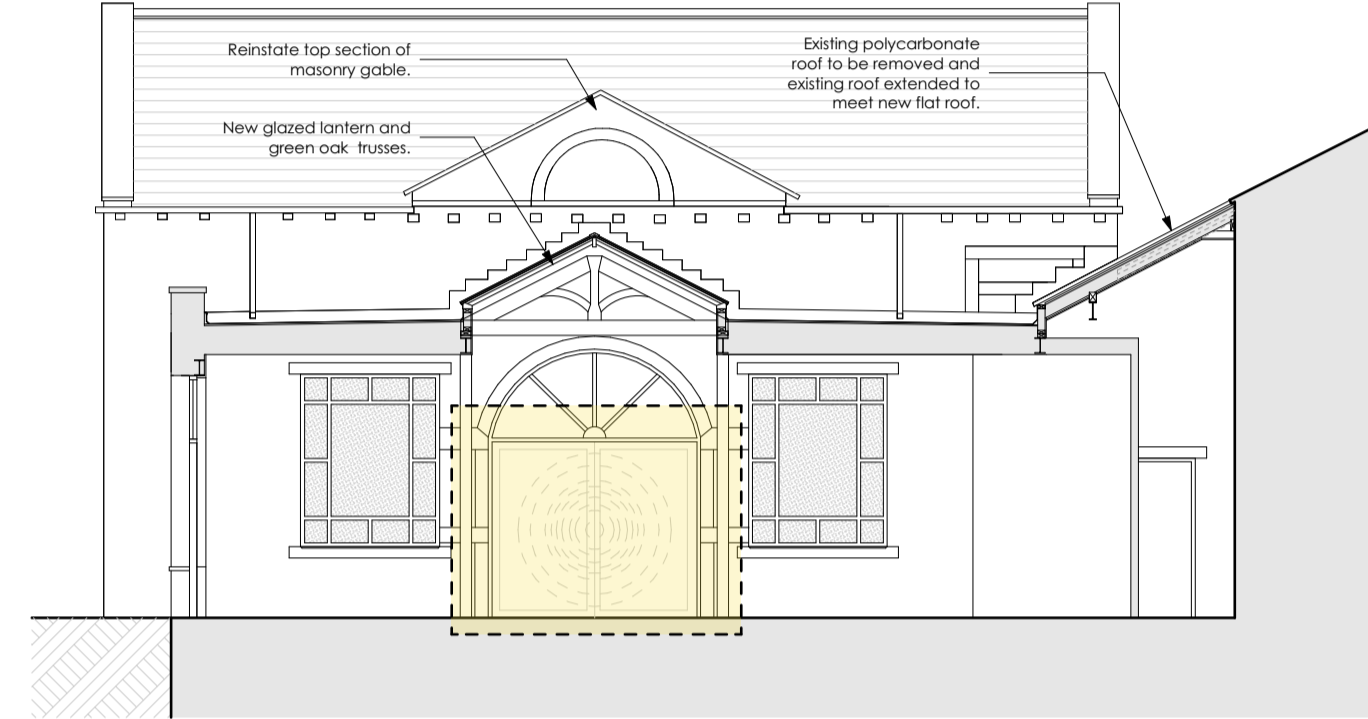 Reinstate top section of
masonry gable.
New glazed lantern and
green oak trusses.
Existing polycarbonate
roof to be removed and
existing roof extended to
meet new flat roof.